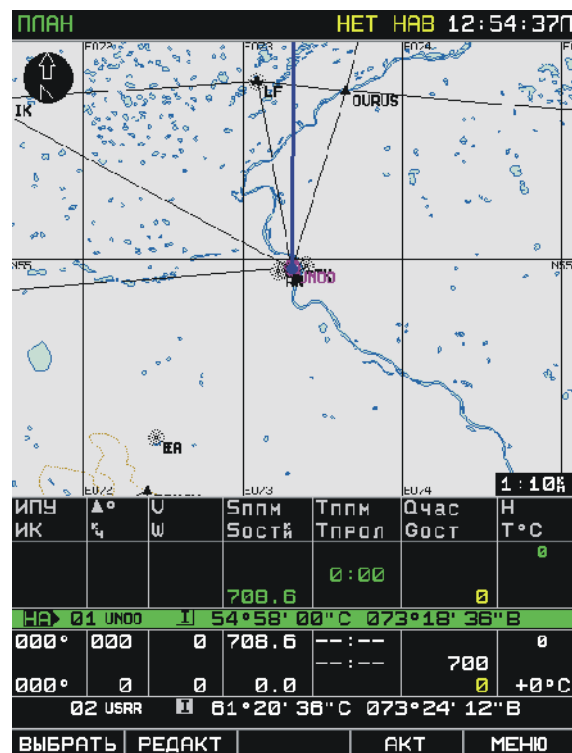 ПЛАН НЕТ НАВ 12:54:37Л
E072 E073 E074
IK LF OURUS
N55 UNOO N55
EA
E072 E073 E074
1:10К/М
ИПУ ▲° V Sппм Tппм Qчас H
ИК К/Ч W Sост Tпрол Gост T°C
0
0:00
708.6 0
НА 01 UNOO I 54°58'00"С 073°18'36"В
000° 000 0 708.6 --:-- 0
--:-- 700
000° 0 0 0.0 0 +0°C
02 USRR I 61°20'36"С 073°24'12"В
ВЫБРАТЬ РЕДАКТ АКТ МЕНЮ